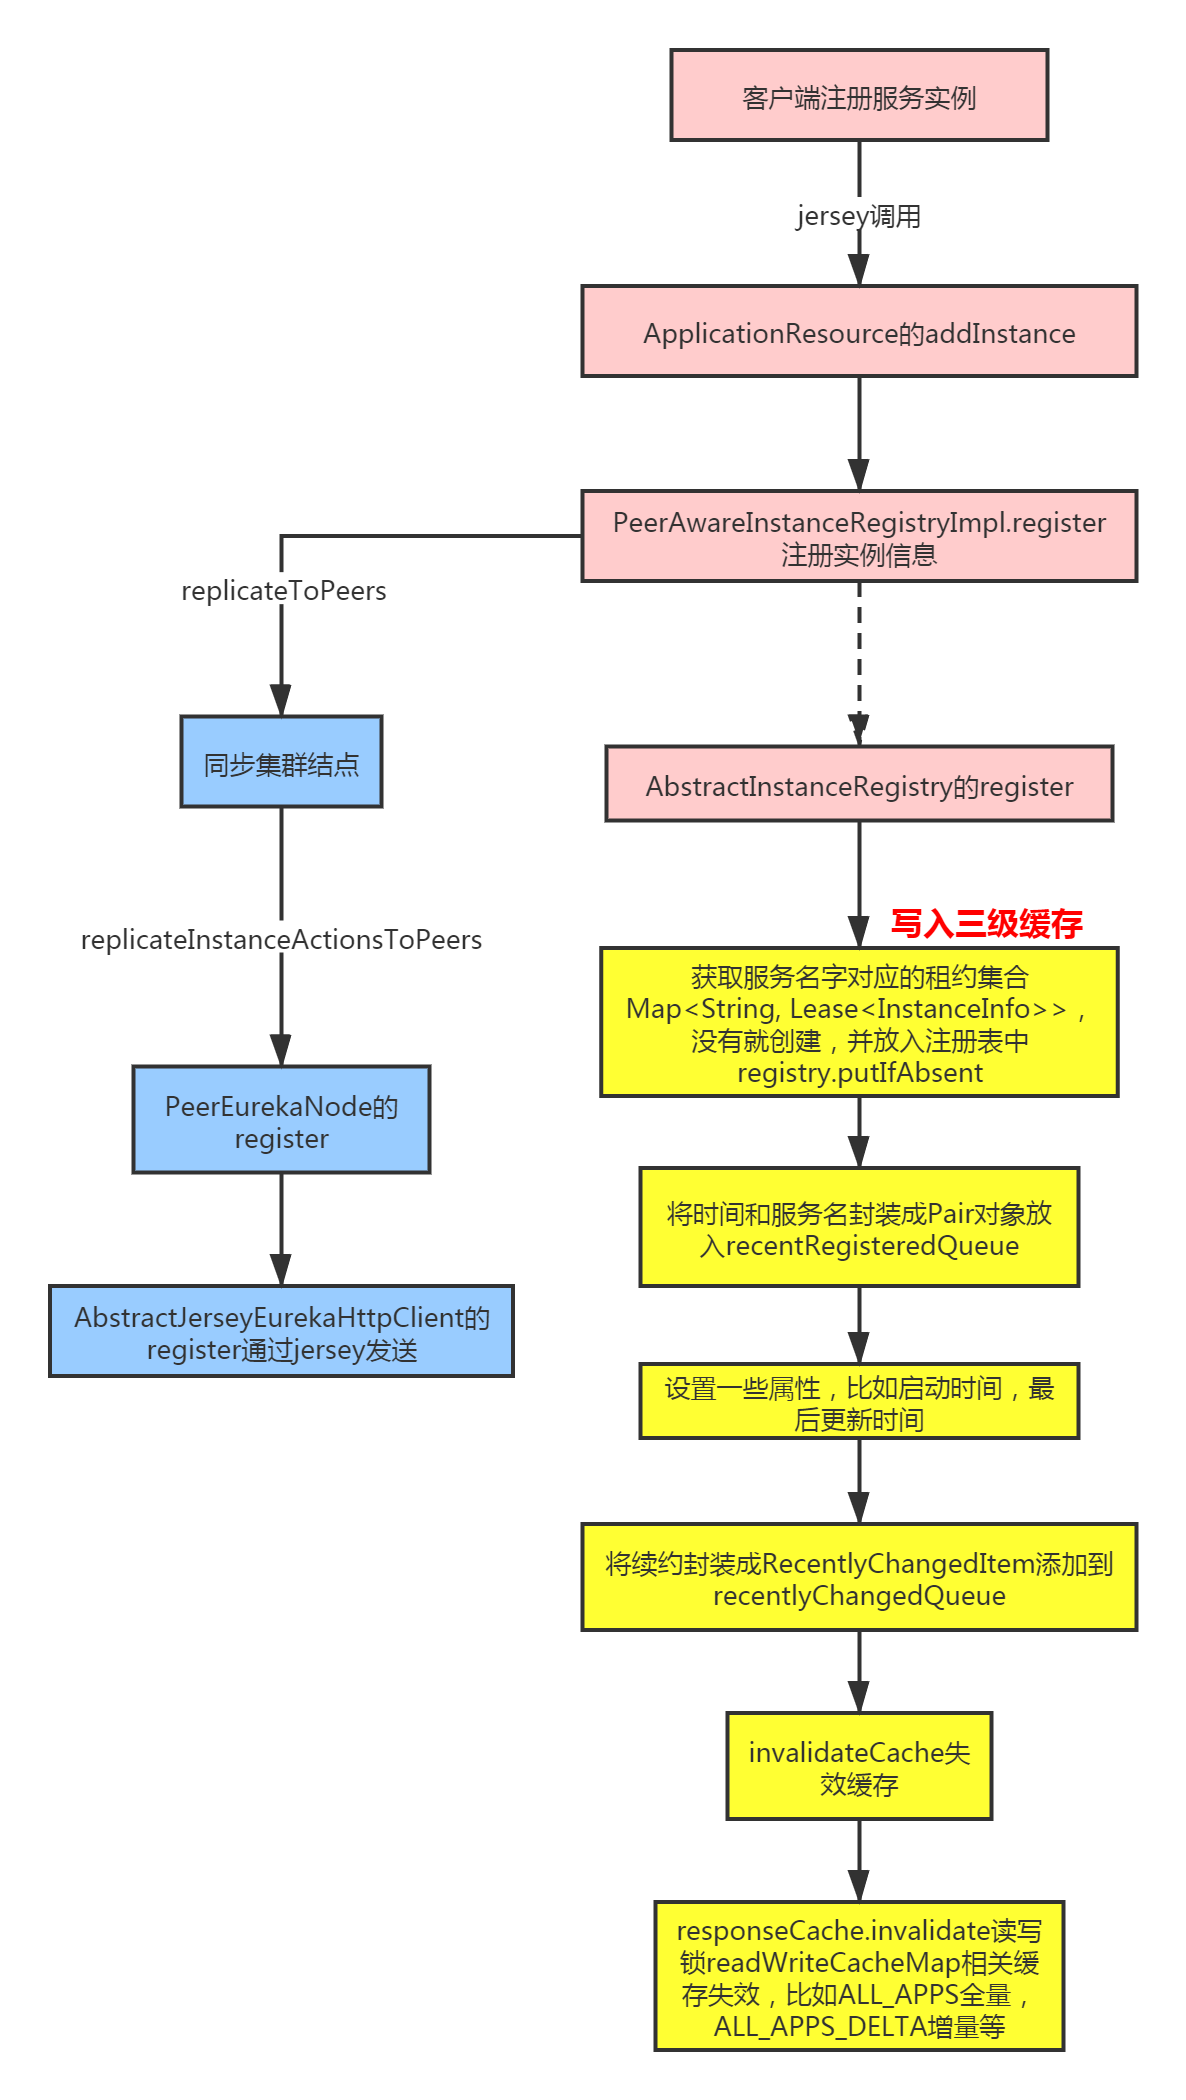 客户端注册服务实例
jersey调用
ApplicationResource的addInstance
PeerAwareInstanceRegistryImpl.register
注册实例信息
replicateToPeers
同步集群结点
replicateInstanceActionsToPeers
PeerEurekaNode的
register
AbstractJerseyEurekaHttpClient的
register通过jersey发送
AbstractInstanceRegistry的register
写入三级缓存
获取服务名字对应的租约集合
Map<String, Lease<InstanceInfo>>，
没有就创建，并放入注册表中
registry.putIfAbsent
将时间和服务名封装成Pair对象放
入recentRegisteredQueue
设置一些属性，比如启动时间，最
后更新时间
将续约封装成RecentlyChangedItem添加到
recentlyChangedQueue
invalidateCache失
效缓存
responseCache.invalidate读写
锁readWriteCacheMap相关缓
存失效，比如ALL_APPS全量，
ALL_APPS_DELTA增量等